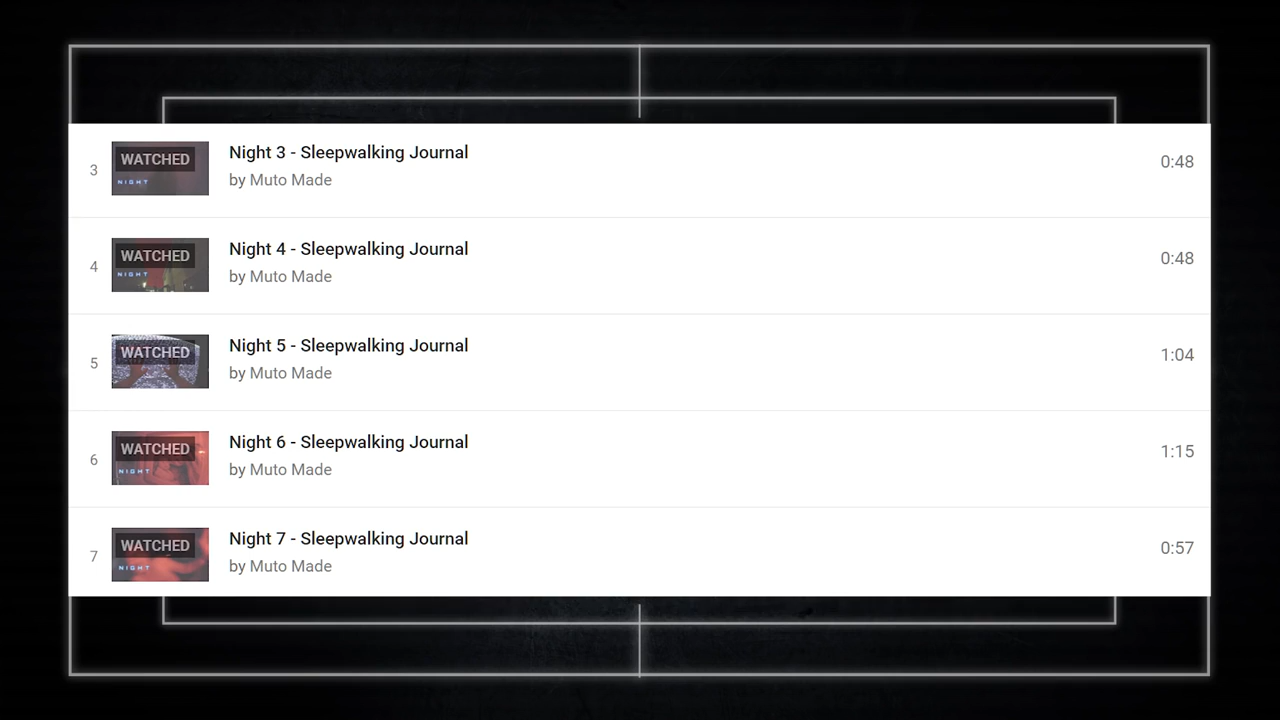 3
WATCHED
NIGHT
Night 3 - Sleepwalking Journal
by Muto Made
0:48
4
WATCHED
NIGHT
Night 4 - Sleepwalking Journal
by Muto Made
0:48
5
WATCHED
Night 5 - Sleepwalking Journal
by Muto Made
1:04
6
WATCHED
NIGHT
Night 6 - Sleepwalking Journal
by Muto Made
1:15
7
WATCHED
NIGHT
Night 7 - Sleepwalking Journal
by Muto Made
0:57